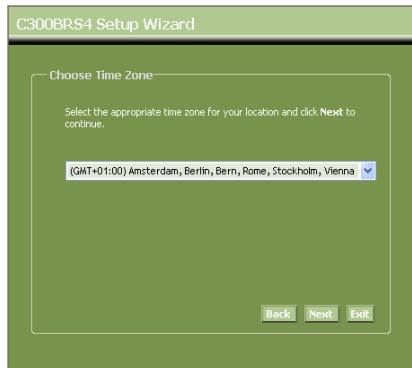 C300BRS4 Setup Wizard
Choose Time Zone
Select the appropriate time zone for your location and click Next to
continue.
(GMT+01:00) Amsterdam, Berlin, Bern, Rome, Stockholm, Vienna
Back Next Exit